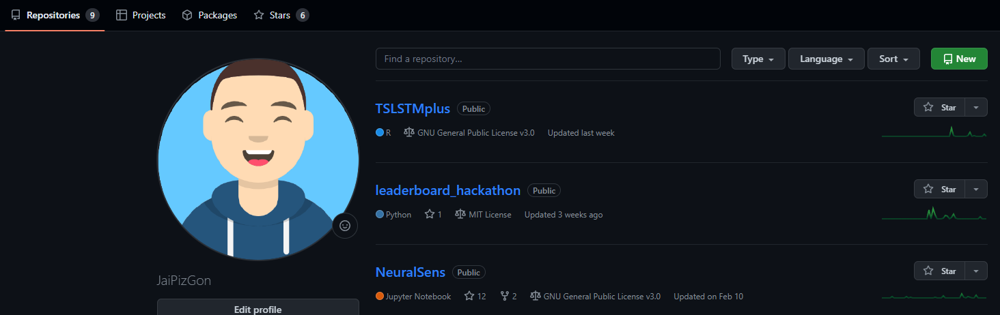 Repositories 9 Projects Packages Stars 6
Find a repository... Type Language Sort New
TSLSTMplus Public Star
R GNU General Public License v3.0 Updated last week
leaderboard_hackathon Public Star
Python 1 MIT License Updated 3 weeks ago
NeuralSens Public Star
Jupyter Notebook 12 2 GNU General Public License v3.0 Updated on Feb 10
JaiPizGon
Edit profile